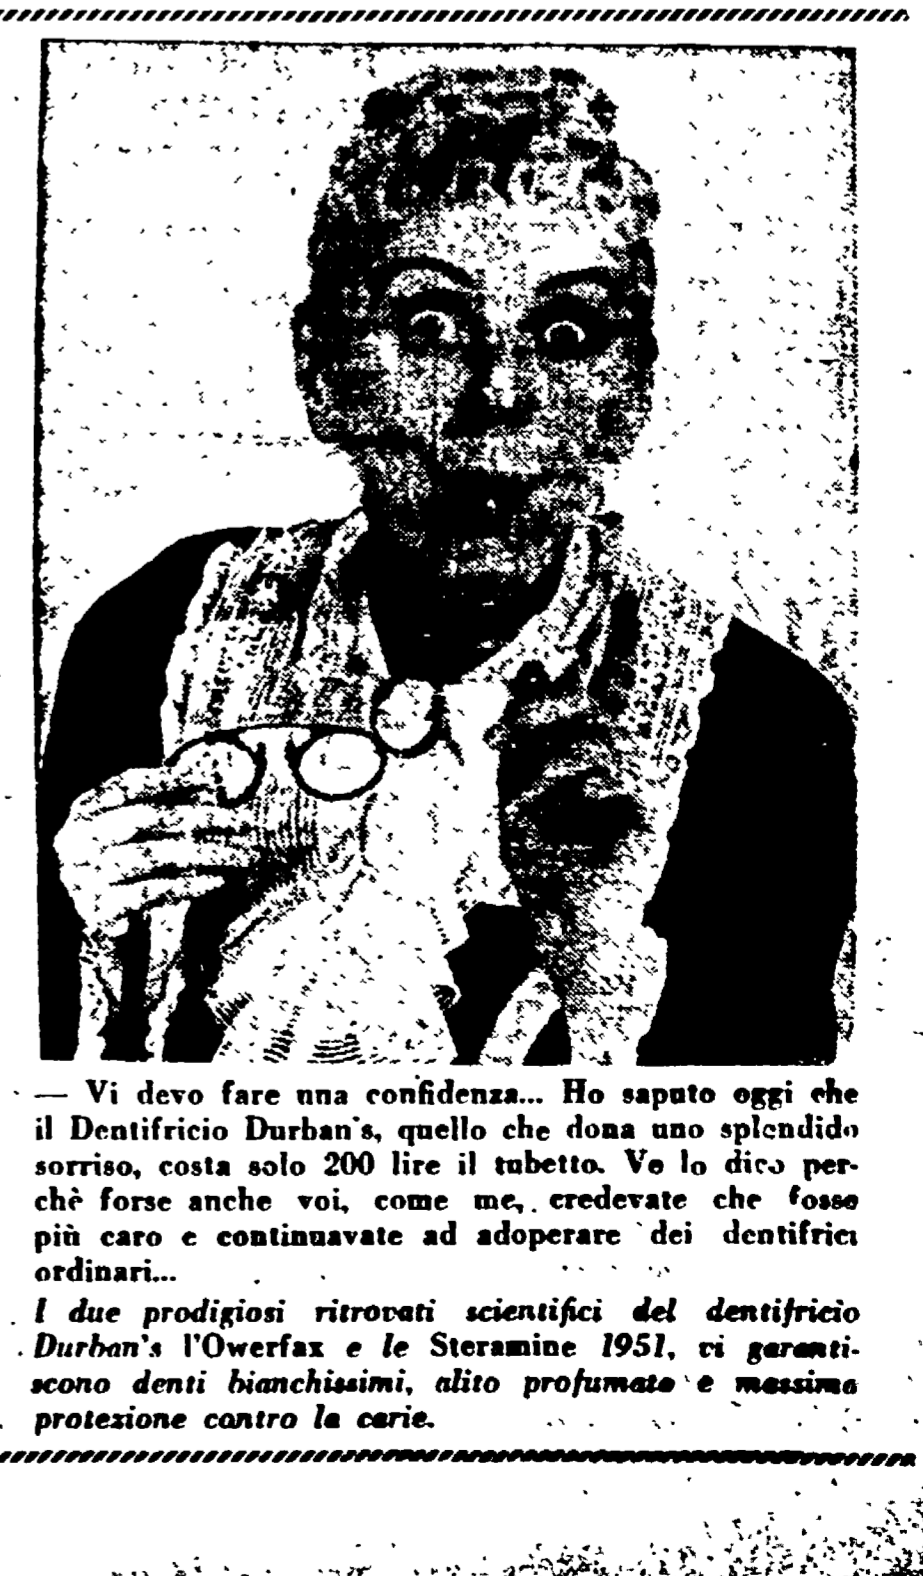 — Vi devo fare una confidenza... Ho saputo oggi che
il Dentifricio Durban's, quello che dona uno splendido
sorriso, costa solo 200 lire il tubetto. Ve lo dico per-
chè forse anche voi, come me, credevate che fosse
più caro e continuavate ad adoperare dei dentifrici
ordinari...
I due prodigiosi ritrovati scientifici del dentifricio
Durban's l'Owerfax e le Steramine 1951, vi garanti-
scono denti bianchissimi, alito profumato e massima
protezione contro la carie.